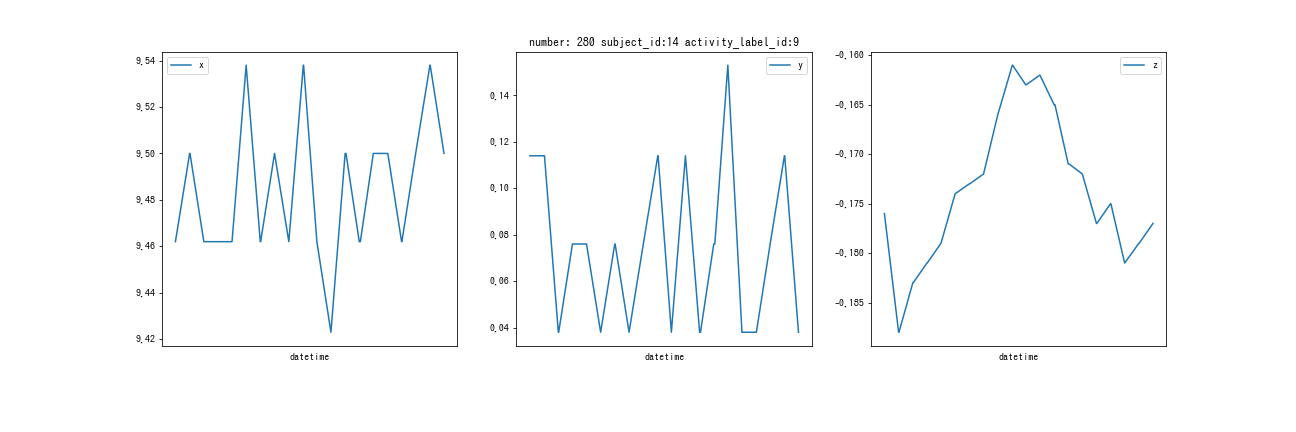 number: 280 subject_id:14 activity_label_id:9
x
9.54
9.52
9.50
9.48
9.46
9.44
9.42
datetime
y
0.14
0.12
0.10
0.08
0.06
0.04
datetime
z
-0.160
-0.165
-0.170
-0.175
-0.180
-0.185
datetime